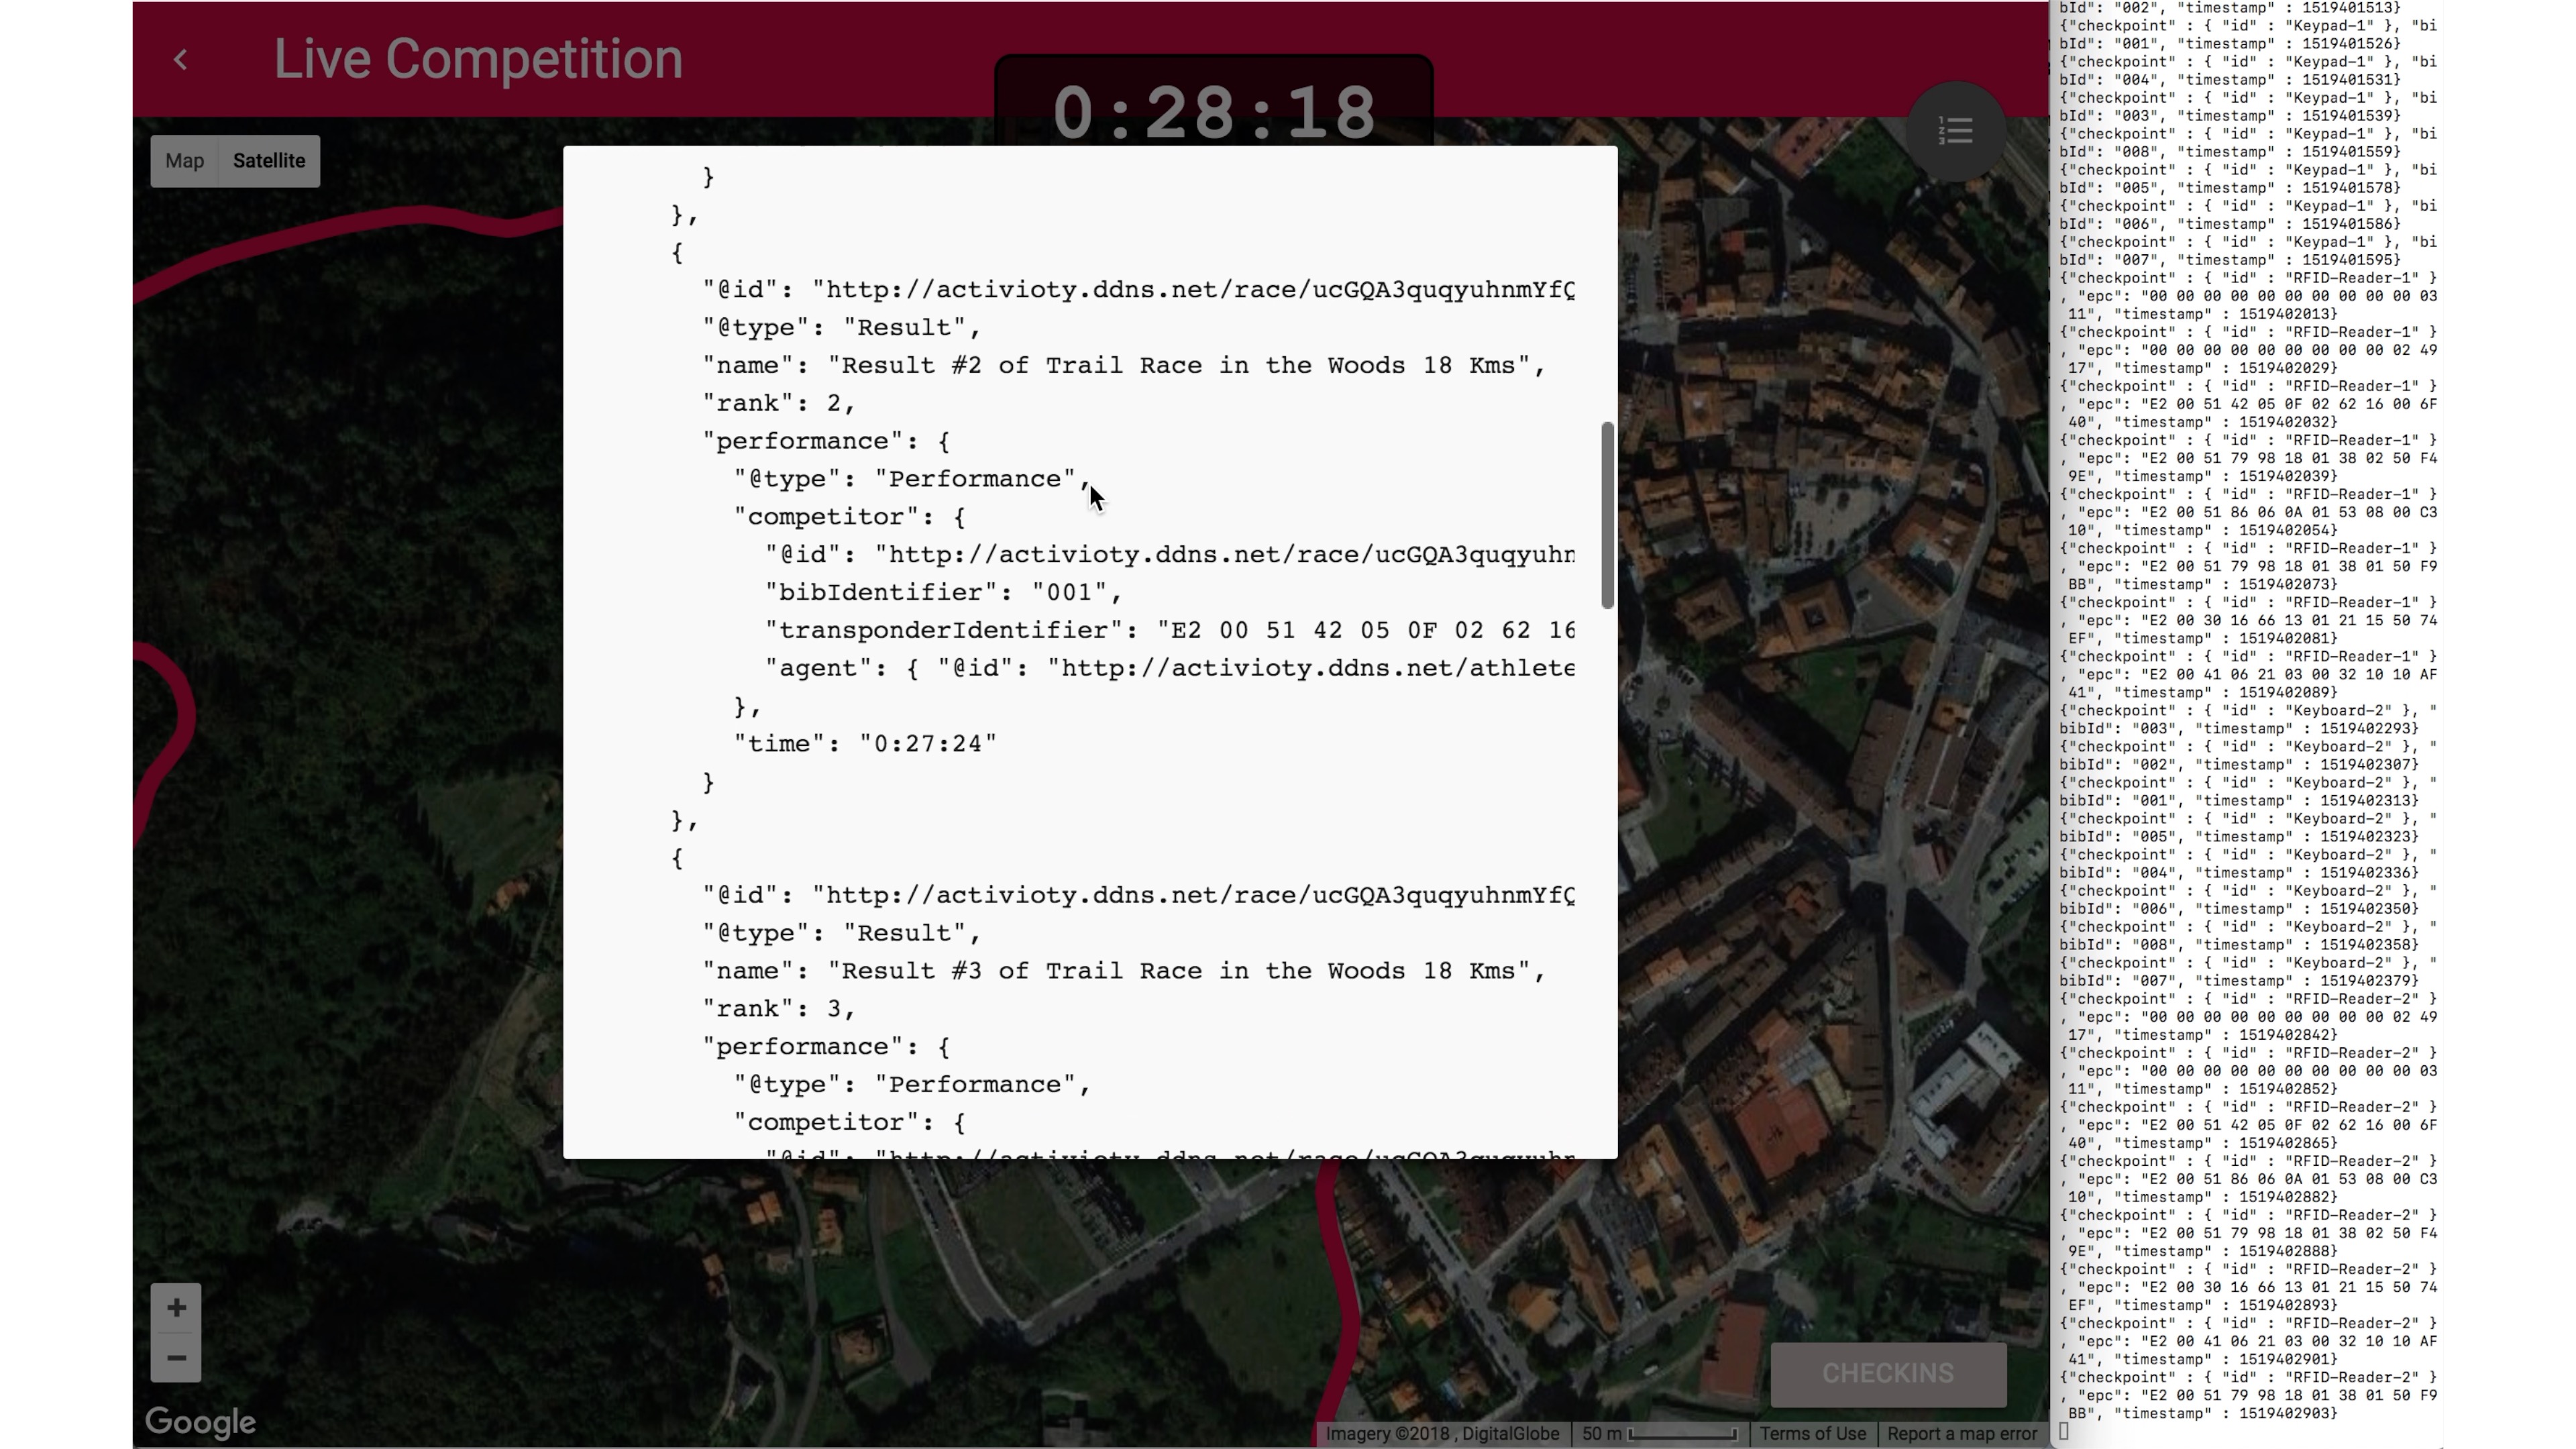 Live Competition
0:28:18
Map
Satellite
}
},
{
"@id": "http://activioty.ddns.net/race/ucGQA3quqyuhnmYfQ
"@type": "Result",
"name": "Result #2 of Trail Race in the Woods 18 Kms",
"rank": 2,
"performance": {
"@type": "Performance",
"competitor": {
"@id": "http://activioty.ddns.net/race/ucGQA3quqyuhn
"bibIdentifier": "001",
"transponderIdentifier": "E2 00 51 42 05 0F 02 62 16
"agent": { "@id": "http://activioty.ddns.net/athlete
},
"time": "0:27:24"
}
},
{
"@id": "http://activioty.ddns.net/race/ucGQA3quqyuhnmYfQ
"@type": "Result",
"name": "Result #3 of Trail Race in the Woods 18 Kms",
"rank": 3,
"performance": {
"@type": "Performance",
"competitor": {
"@id": "http://activioty.ddns.net/race/ucGQA3quqyuhn
CHECKINS
+
−
Google
Imagery ©2018 , DigitalGlobe
50 m
Terms of Use
Report a map error
bId": "002", "timestamp" : 1519401513}
{"checkpoint" : { "id" : "Keypad-1" }, "bi
bId": "001", "timestamp" : 1519401526}
{"checkpoint" : { "id" : "Keypad-1" }, "bi
bId": "004", "timestamp" : 1519401531}
{"checkpoint" : { "id" : "Keypad-1" }, "bi
bId": "003", "timestamp" : 1519401539}
{"checkpoint" : { "id" : "Keypad-1" }, "bi
bId": "008", "timestamp" : 1519401559}
{"checkpoint" : { "id" : "Keypad-1" }, "bi
bId": "005", "timestamp" : 1519401578}
{"checkpoint" : { "id" : "Keypad-1" }, "bi
bId": "006", "timestamp" : 1519401586}
{"checkpoint" : { "id" : "Keypad-1" }, "bi
bId": "007", "timestamp" : 1519401595}
{"checkpoint" : { "id" : "RFID-Reader-1" }
, "epc": "00 00 00 00 00 00 00 00 00 00 03
11", "timestamp" : 1519402013}
{"checkpoint" : { "id" : "RFID-Reader-1" }
, "epc": "00 00 00 00 00 00 00 00 00 02 49
17", "timestamp" : 1519402029}
{"checkpoint" : { "id" : "RFID-Reader-1" }
, "epc": "E2 00 51 42 05 0F 02 62 16 00 6F
40", "timestamp" : 1519402032}
{"checkpoint" : { "id" : "RFID-Reader-1" }
, "epc": "E2 00 51 79 98 18 01 38 02 50 F4
9E", "timestamp" : 1519402039}
{"checkpoint" : { "id" : "RFID-Reader-1" }
, "epc": "E2 00 51 86 06 0A 01 53 08 00 C3
10", "timestamp" : 1519402054}
{"checkpoint" : { "id" : "RFID-Reader-1" }
, "epc": "E2 00 51 79 98 18 01 38 01 50 F9
BB", "timestamp" : 1519402073}
{"checkpoint" : { "id" : "RFID-Reader-1" }
, "epc": "E2 00 30 16 66 13 01 21 15 50 74
EF", "timestamp" : 1519402081}
{"checkpoint" : { "id" : "RFID-Reader-1" }
, "epc": "E2 00 41 06 21 03 00 32 10 10 AF
41", "timestamp" : 1519402089}
{"checkpoint" : { "id" : "Keyboard-2" }, "
bibId": "003", "timestamp" : 1519402293}
{"checkpoint" : { "id" : "Keyboard-2" }, "
bibId": "002", "timestamp" : 1519402307}
{"checkpoint" : { "id" : "Keyboard-2" }, "
bibId": "001", "timestamp" : 1519402313}
{"checkpoint" : { "id" : "Keyboard-2" }, "
bibId": "005", "timestamp" : 1519402323}
{"checkpoint" : { "id" : "Keyboard-2" }, "
bibId": "004", "timestamp" : 1519402336}
{"checkpoint" : { "id" : "Keyboard-2" }, "
bibId": "006", "timestamp" : 1519402350}
{"checkpoint" : { "id" : "Keyboard-2" }, "
bibId": "008", "timestamp" : 1519402358}
{"checkpoint" : { "id" : "Keyboard-2" }, "
bibId": "007", "timestamp" : 1519402379}
{"checkpoint" : { "id" : "RFID-Reader-2" }
, "epc": "00 00 00 00 00 00 00 00 00 02 49
17", "timestamp" : 1519402842}
{"checkpoint" : { "id" : "RFID-Reader-2" }
, "epc": "00 00 00 00 00 00 00 00 00 00 03
11", "timestamp" : 1519402852}
{"checkpoint" : { "id" : "RFID-Reader-2" }
, "epc": "E2 00 51 42 05 0F 02 62 16 00 6F
40", "timestamp" : 1519402865}
{"checkpoint" : { "id" : "RFID-Reader-2" }
, "epc": "E2 00 51 86 06 0A 01 53 08 00 C3
10", "timestamp" : 1519402882}
{"checkpoint" : { "id" : "RFID-Reader-2" }
, "epc": "E2 00 51 79 98 18 01 38 02 50 F4
9E", "timestamp" : 1519402888}
{"checkpoint" : { "id" : "RFID-Reader-2" }
, "epc": "E2 00 30 16 66 13 01 21 15 50 74
EF", "timestamp" : 1519402893}
{"checkpoint" : { "id" : "RFID-Reader-2" }
, "epc": "E2 00 41 06 21 03 00 32 10 10 AF
41", "timestamp" : 1519402901}
{"checkpoint" : { "id" : "RFID-Reader-2" }
, "epc": "E2 00 51 79 98 18 01 38 01 50 F9
BB", "timestamp" : 1519402903}